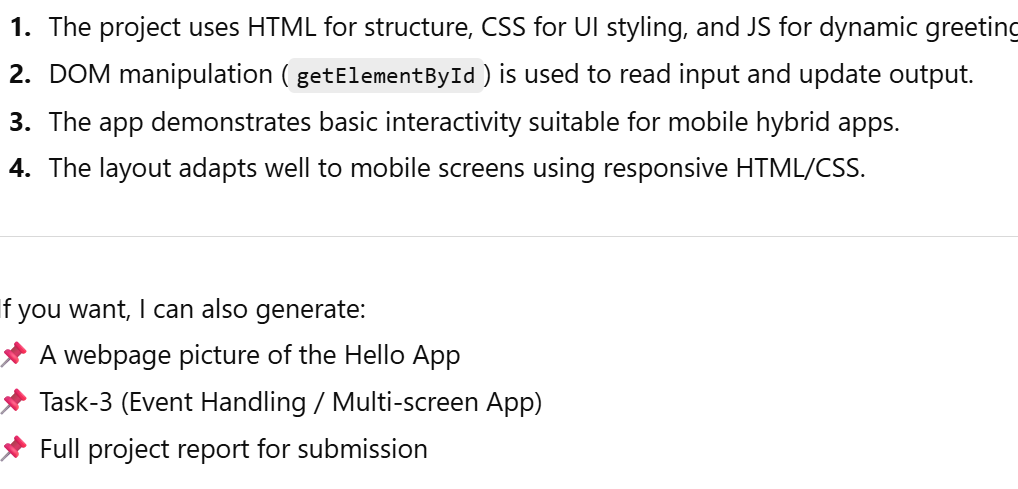 1. The project uses HTML for structure, CSS for UI styling, and JS for dynamic greeting
2. DOM manipulation (getElementById) is used to read input and update output.
3. The app demonstrates basic interactivity suitable for mobile hybrid apps.
4. The layout adapts well to mobile screens using responsive HTML/CSS.
If you want, I can also generate:
📌 A webpage picture of the Hello App
📌 Task-3 (Event Handling / Multi-screen App)
📌 Full project report for submission